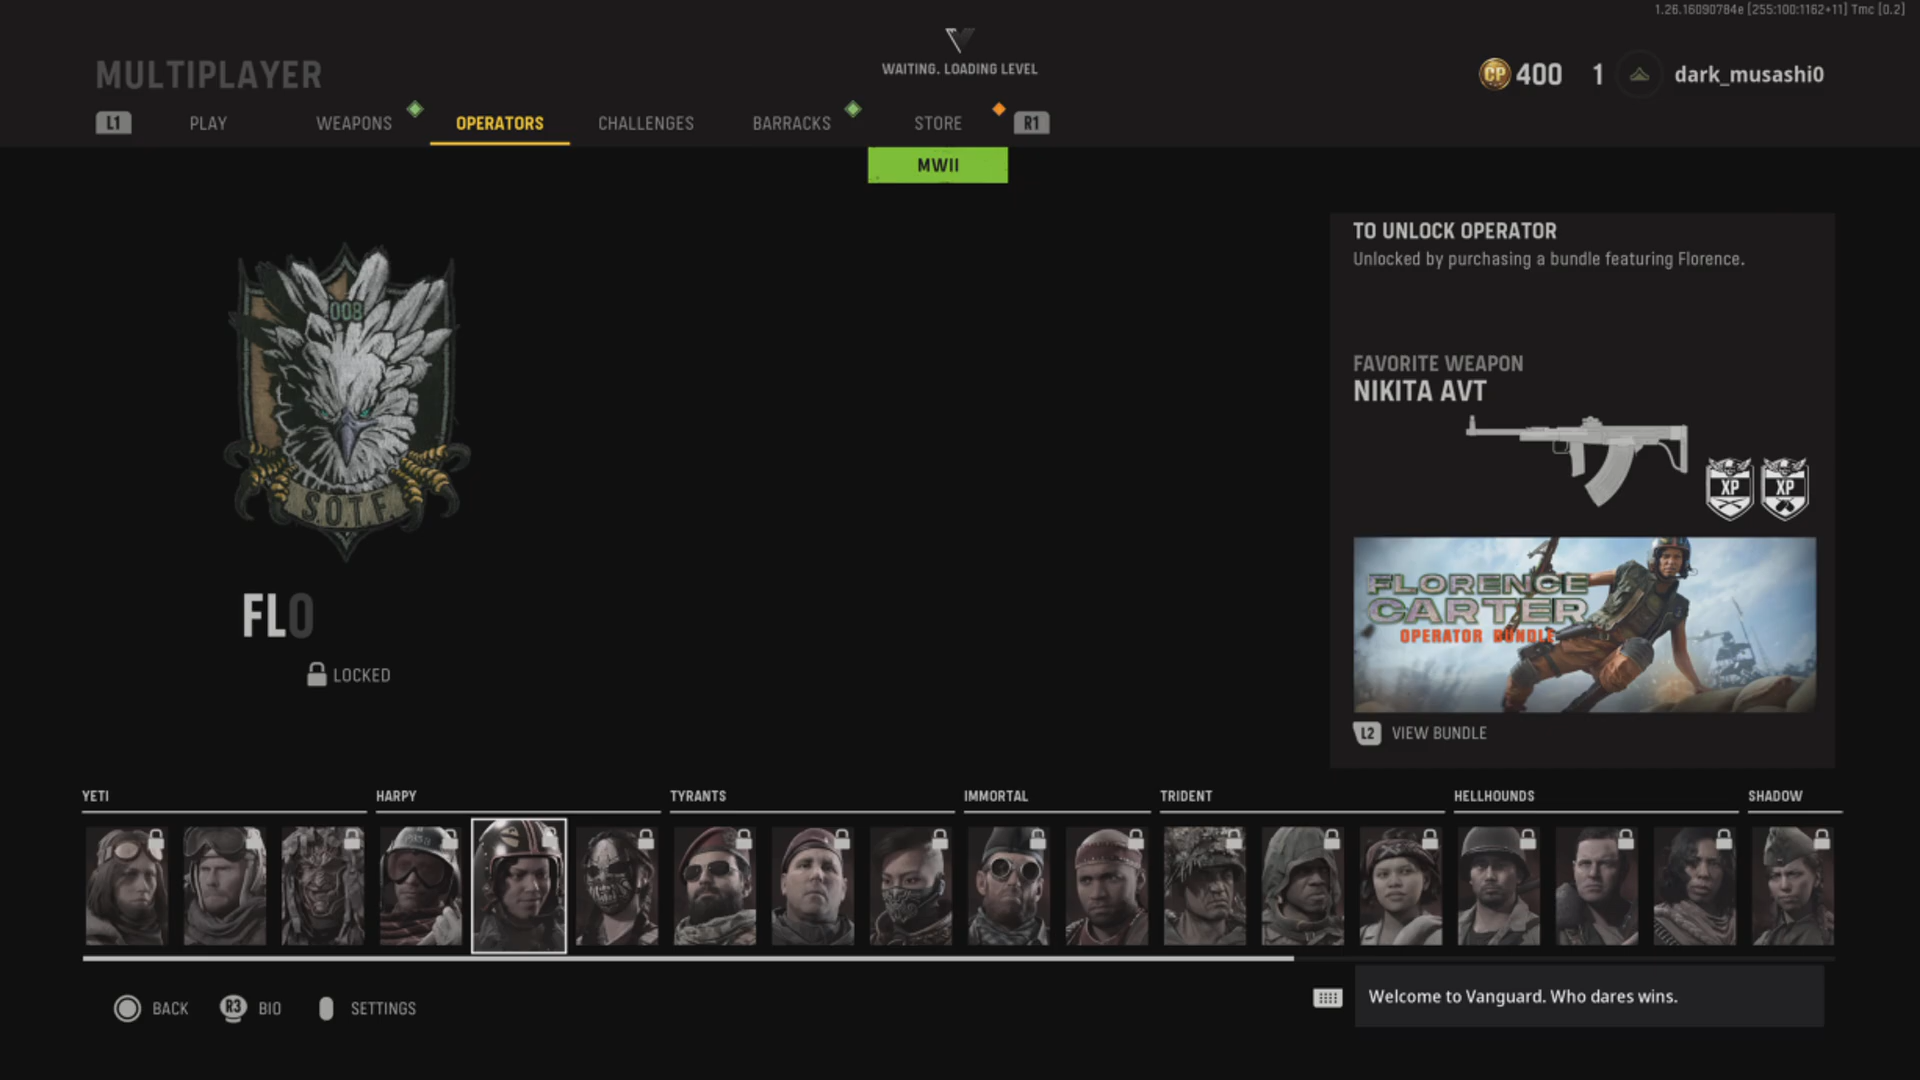 1.26.16090784e [255:100:1162+11] Tmc [0.2]
MULTIPLAYER
WAITING. LOADING LEVEL
CP 400 1 dark_musashi0
L1 PLAY WEAPONS OPERATORS CHALLENGES BARRACKS STORE R1
MWII
TO UNLOCK OPERATOR
Unlocked by purchasing a bundle featuring Florence.
008
S.O.T.F.
FAVORITE WEAPON
NIKITA AVT
XP XP
FLORENCE
CARTER
OPERATOR BUNDLE
FLO
LOCKED
L2 VIEW BUNDLE
YETI HARPY TYRANTS IMMORTAL TRIDENT HELLHOUNDS SHADOW
R3 BACK BIO SETTINGS
Welcome to Vanguard. Who dares wins.